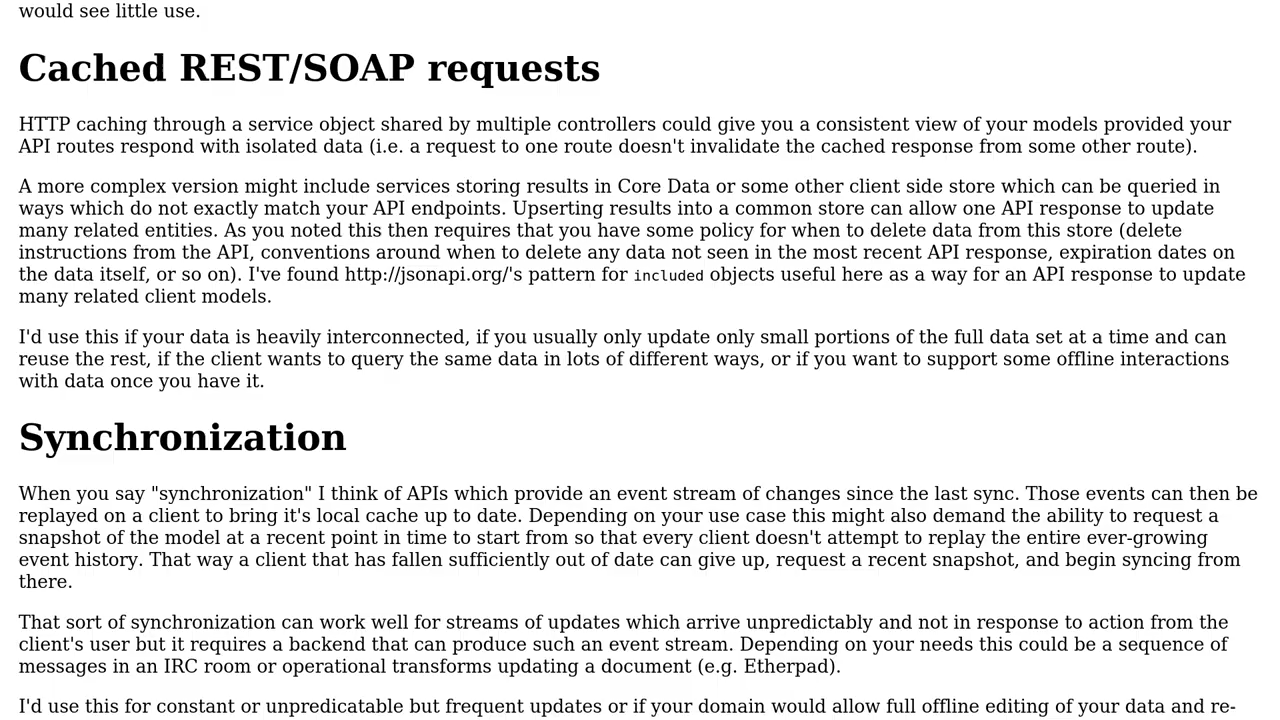 would see little use.
Cached REST/SOAP requests
HTTP caching through a service object shared by multiple controllers could give you a consistent view of your models provided your
API routes respond with isolated data (i.e. a request to one route doesn't invalidate the cached response from some other route).
A more complex version might include services storing results in Core Data or some other client side store which can be queried in
ways which do not exactly match your API endpoints. Upserting results into a common store can allow one API response to update
many related entities. As you noted this then requires that you have some policy for when to delete data from this store (delete
instructions from the API, conventions around when to delete any data not seen in the most recent API response, expiration dates on
the data itself, or so on). I've found http://jsonapi.org/'s pattern for included objects useful here as a way for an API response to update
many related client models.
I'd use this if your data is heavily interconnected, if you usually only update only small portions of the full data set at a time and can
reuse the rest, if the client wants to query the same data in lots of different ways, or if you want to support some offline interactions
with data once you have it.
Synchronization
When you say "synchronization" I think of APIs which provide an event stream of changes since the last sync. Those events can then be
replayed on a client to bring it's local cache up to date. Depending on your use case this might also demand the ability to request a
snapshot of the model at a recent point in time to start from so that every client doesn't attempt to replay the entire ever-growing
event history. That way a client that has fallen sufficiently out of date can give up, request a recent snapshot, and begin syncing from
there.
That sort of synchronization can work well for streams of updates which arrive unpredictably and not in response to action from the
client's user but it requires a backend that can produce such an event stream. Depending on your needs this could be a sequence of
messages in an IRC room or operational transforms updating a document (e.g. Etherpad).
I'd use this for constant or unpredicatable but frequent updates or if your domain would allow full offline editing of your data and re-